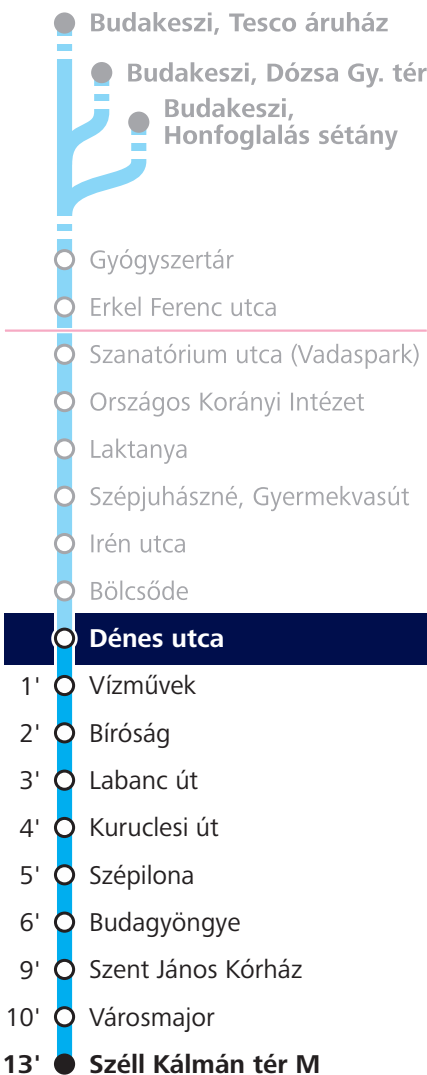 Budakeszi, Tesco áruház
Budakeszi, Dózsa Gy. tér
Budakeszi,
Honfoglalás sétány
Gyógyszertár
Erkel Ferenc utca
Szanatórium utca (Vadaspark)
Országos Korányi Intézet
Laktanya
Szépjuhászné, Gyermekvasút
Irén utca
Bölcsőde
Dénes utca
1' Vízművek
2' Bíróság
3' Labanc út
4' Kuruclesi út
5' Szépilona
6' Budagyöngye
9' Szent János Kórház
10' Városmajor
13' Széll Kálmán tér M